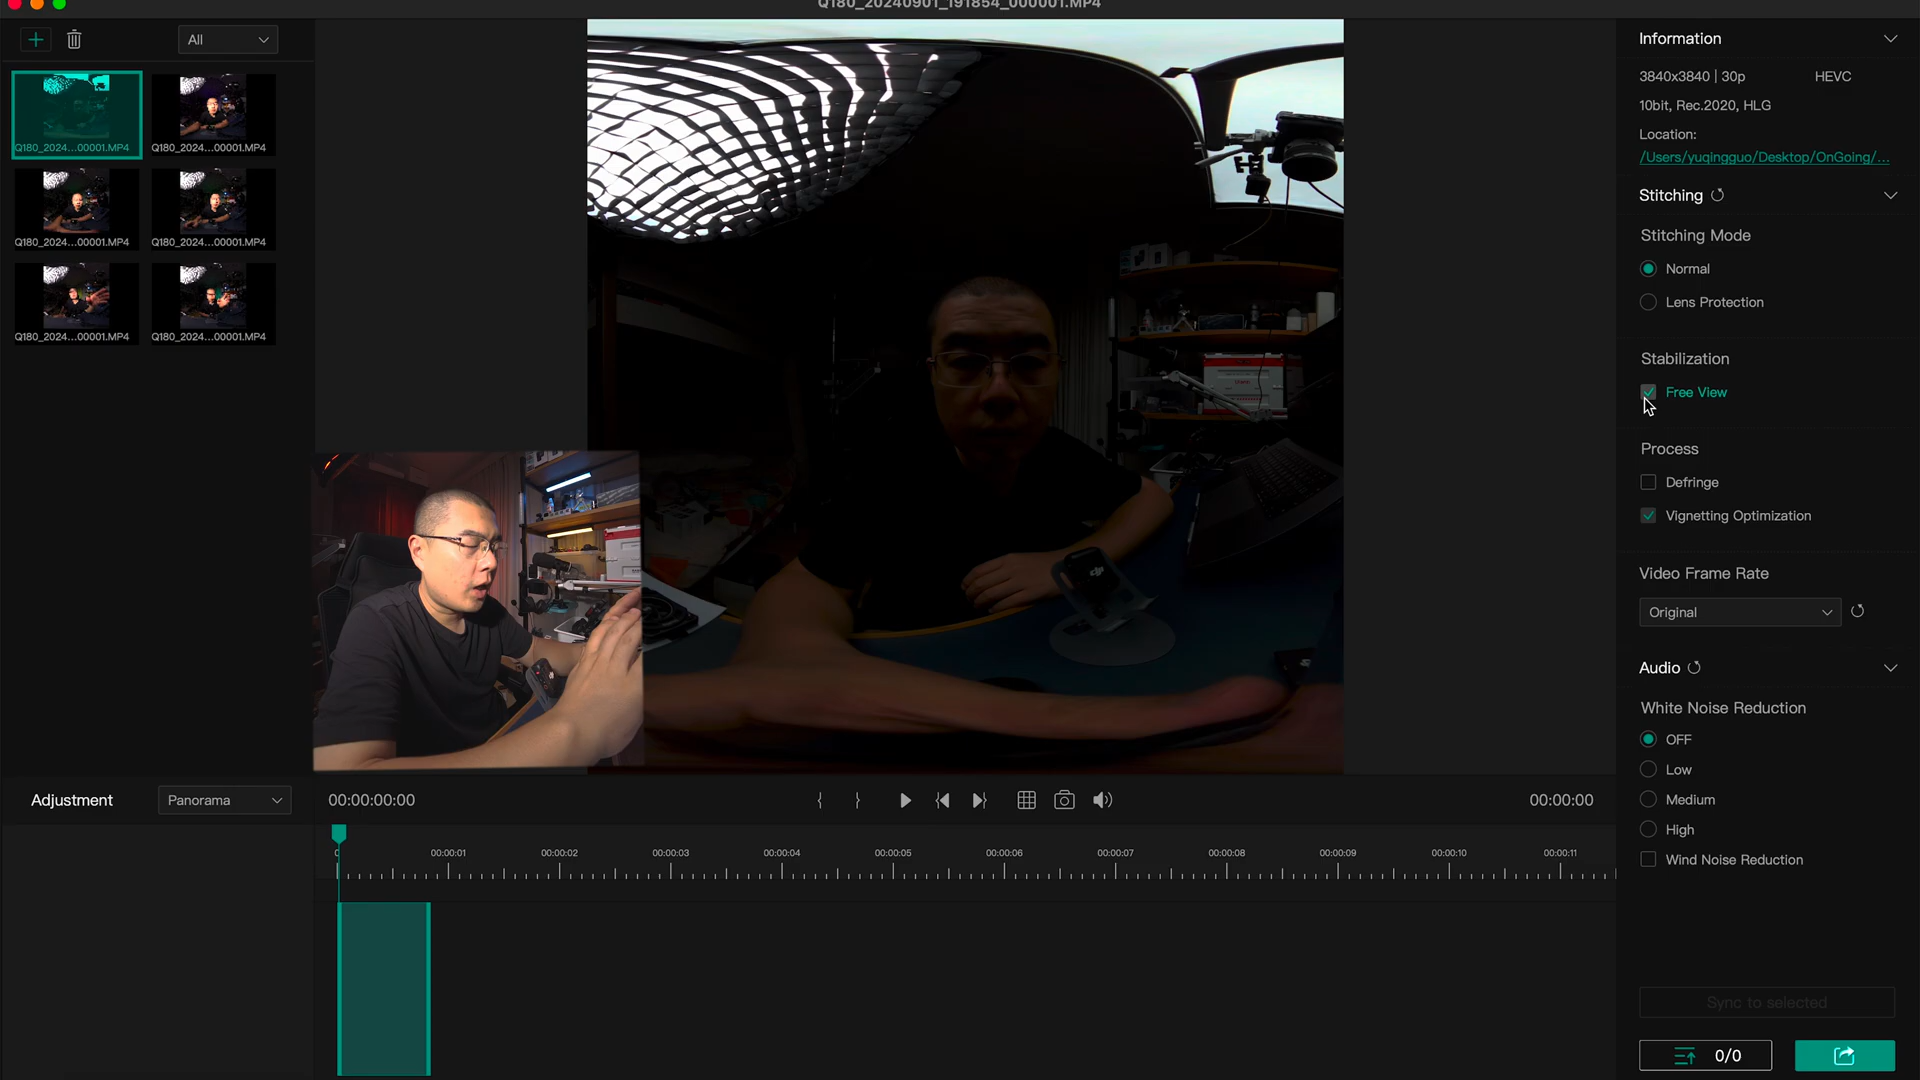 Q180_20240901_191854_000001.MP4
All
Q180_2024...00001.MP4
Q180_2024...00001.MP4
Q180_2024...00001.MP4
Q180_2024...00001.MP4
Q180_2024...00001.MP4
Q180_2024...00001.MP4
dji
Information
3840x3840 | 30p
HEVC
10bit, Rec.2020, HLG
Location:
/Users/yuqingguo/Desktop/OnGoing/...
Stitching
Stitching Mode
Normal
Lens Protection
Stabilization
Free View
Process
Defringe
Vignetting Optimization
Video Frame Rate
Original
Audio
White Noise Reduction
OFF
Low
Medium
High
Wind Noise Reduction
Sync to selected
0/0
Adjustment
Panorama
00:00:00:00
00:00:00
0
00:00:01
00:00:02
00:00:03
00:00:04
00:00:05
00:00:06
00:00:07
00:00:08
00:00:09
00:00:10
00:00:11